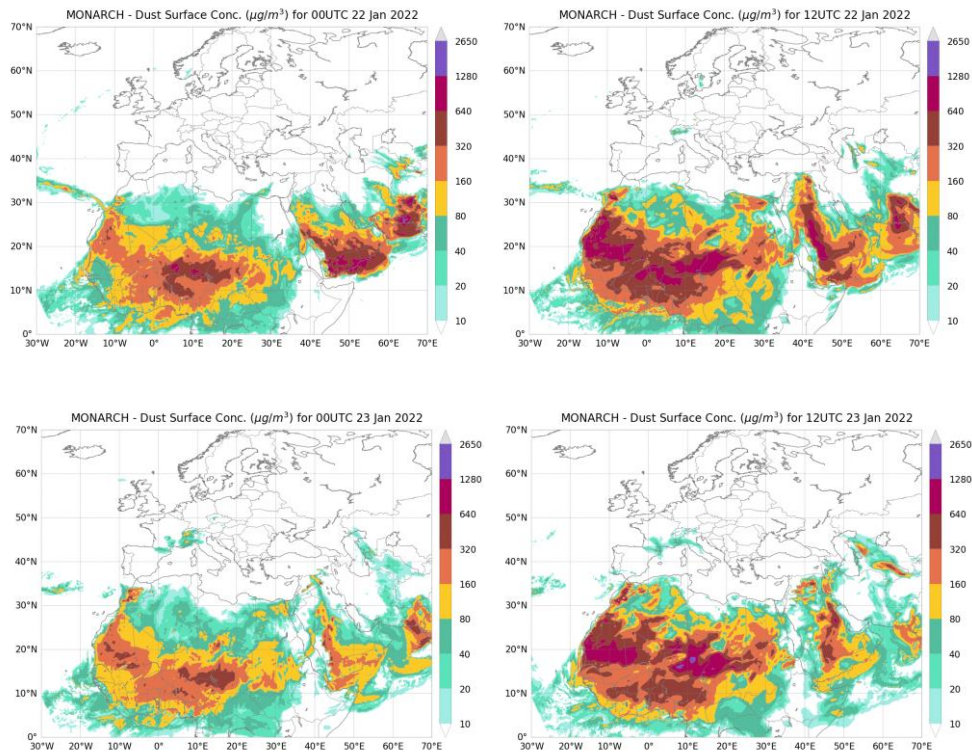 MONARCH - Dust Surface Conc. (μg/m³) for 00UTC 22 Jan 2022
70°N
60°N
50°N
40°N
30°N
20°N
10°N
0°
30°W 20°W 10°W 0° 10°E 20°E 30°E 40°E 50°E 60°E 70°E
2650
1280
640
320
160
80
40
20
10
MONARCH - Dust Surface Conc. (μg/m³) for 12UTC 22 Jan 2022
70°N
60°N
50°N
40°N
30°N
20°N
10°N
0°
30°W 20°W 10°W 0° 10°E 20°E 30°E 40°E 50°E 60°E 70°E
2650
1280
640
320
160
80
40
20
10
MONARCH - Dust Surface Conc. (μg/m³) for 00UTC 23 Jan 2022
70°N
60°N
50°N
40°N
30°N
20°N
10°N
0°
30°W 20°W 10°W 0° 10°E 20°E 30°E 40°E 50°E 60°E 70°E
2650
1280
640
320
160
80
40
20
10
MONARCH - Dust Surface Conc. (μg/m³) for 12UTC 23 Jan 2022
70°N
60°N
50°N
40°N
30°N
20°N
10°N
0°
30°W 20°W 10°W 0° 10°E 20°E 30°E 40°E 50°E 60°E 70°E
2650
1280
640
320
160
80
40
20
10